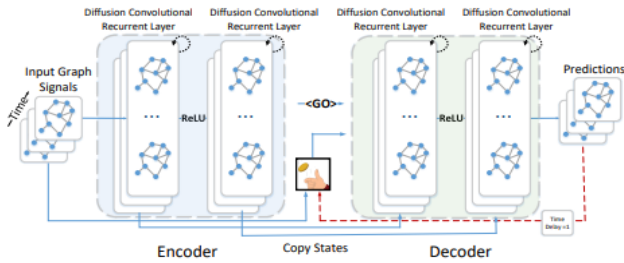 Diffusion Convolutional
Recurrent Layer
Diffusion Convolutional
Recurrent Layer
Diffusion Convolutional
Recurrent Layer
Diffusion Convolutional
Recurrent Layer
Input Graph
Signals
Time
Predictions
...
ReLU
...
<GO>
...
ReLU
...
Time
Delay =1
Encoder
Copy States
Decoder